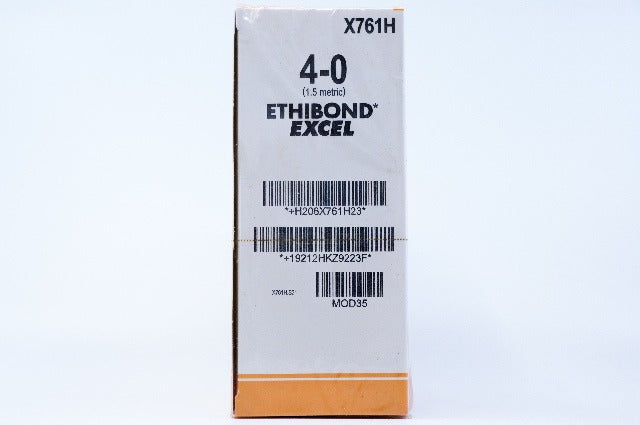 X761H
4-0
(1.5 metric)
ETHIBOND*
EXCEL
*+H206X761H23*
*+19212HKZ9223F*
MOD35